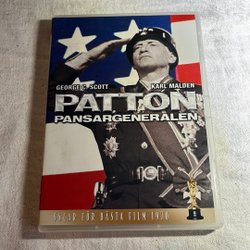 GEORGE C. SCOTT KARL MALDEN
PATTON
PANSARGENERALEN
OSCAR FÖR BÄSTA FILM 1970